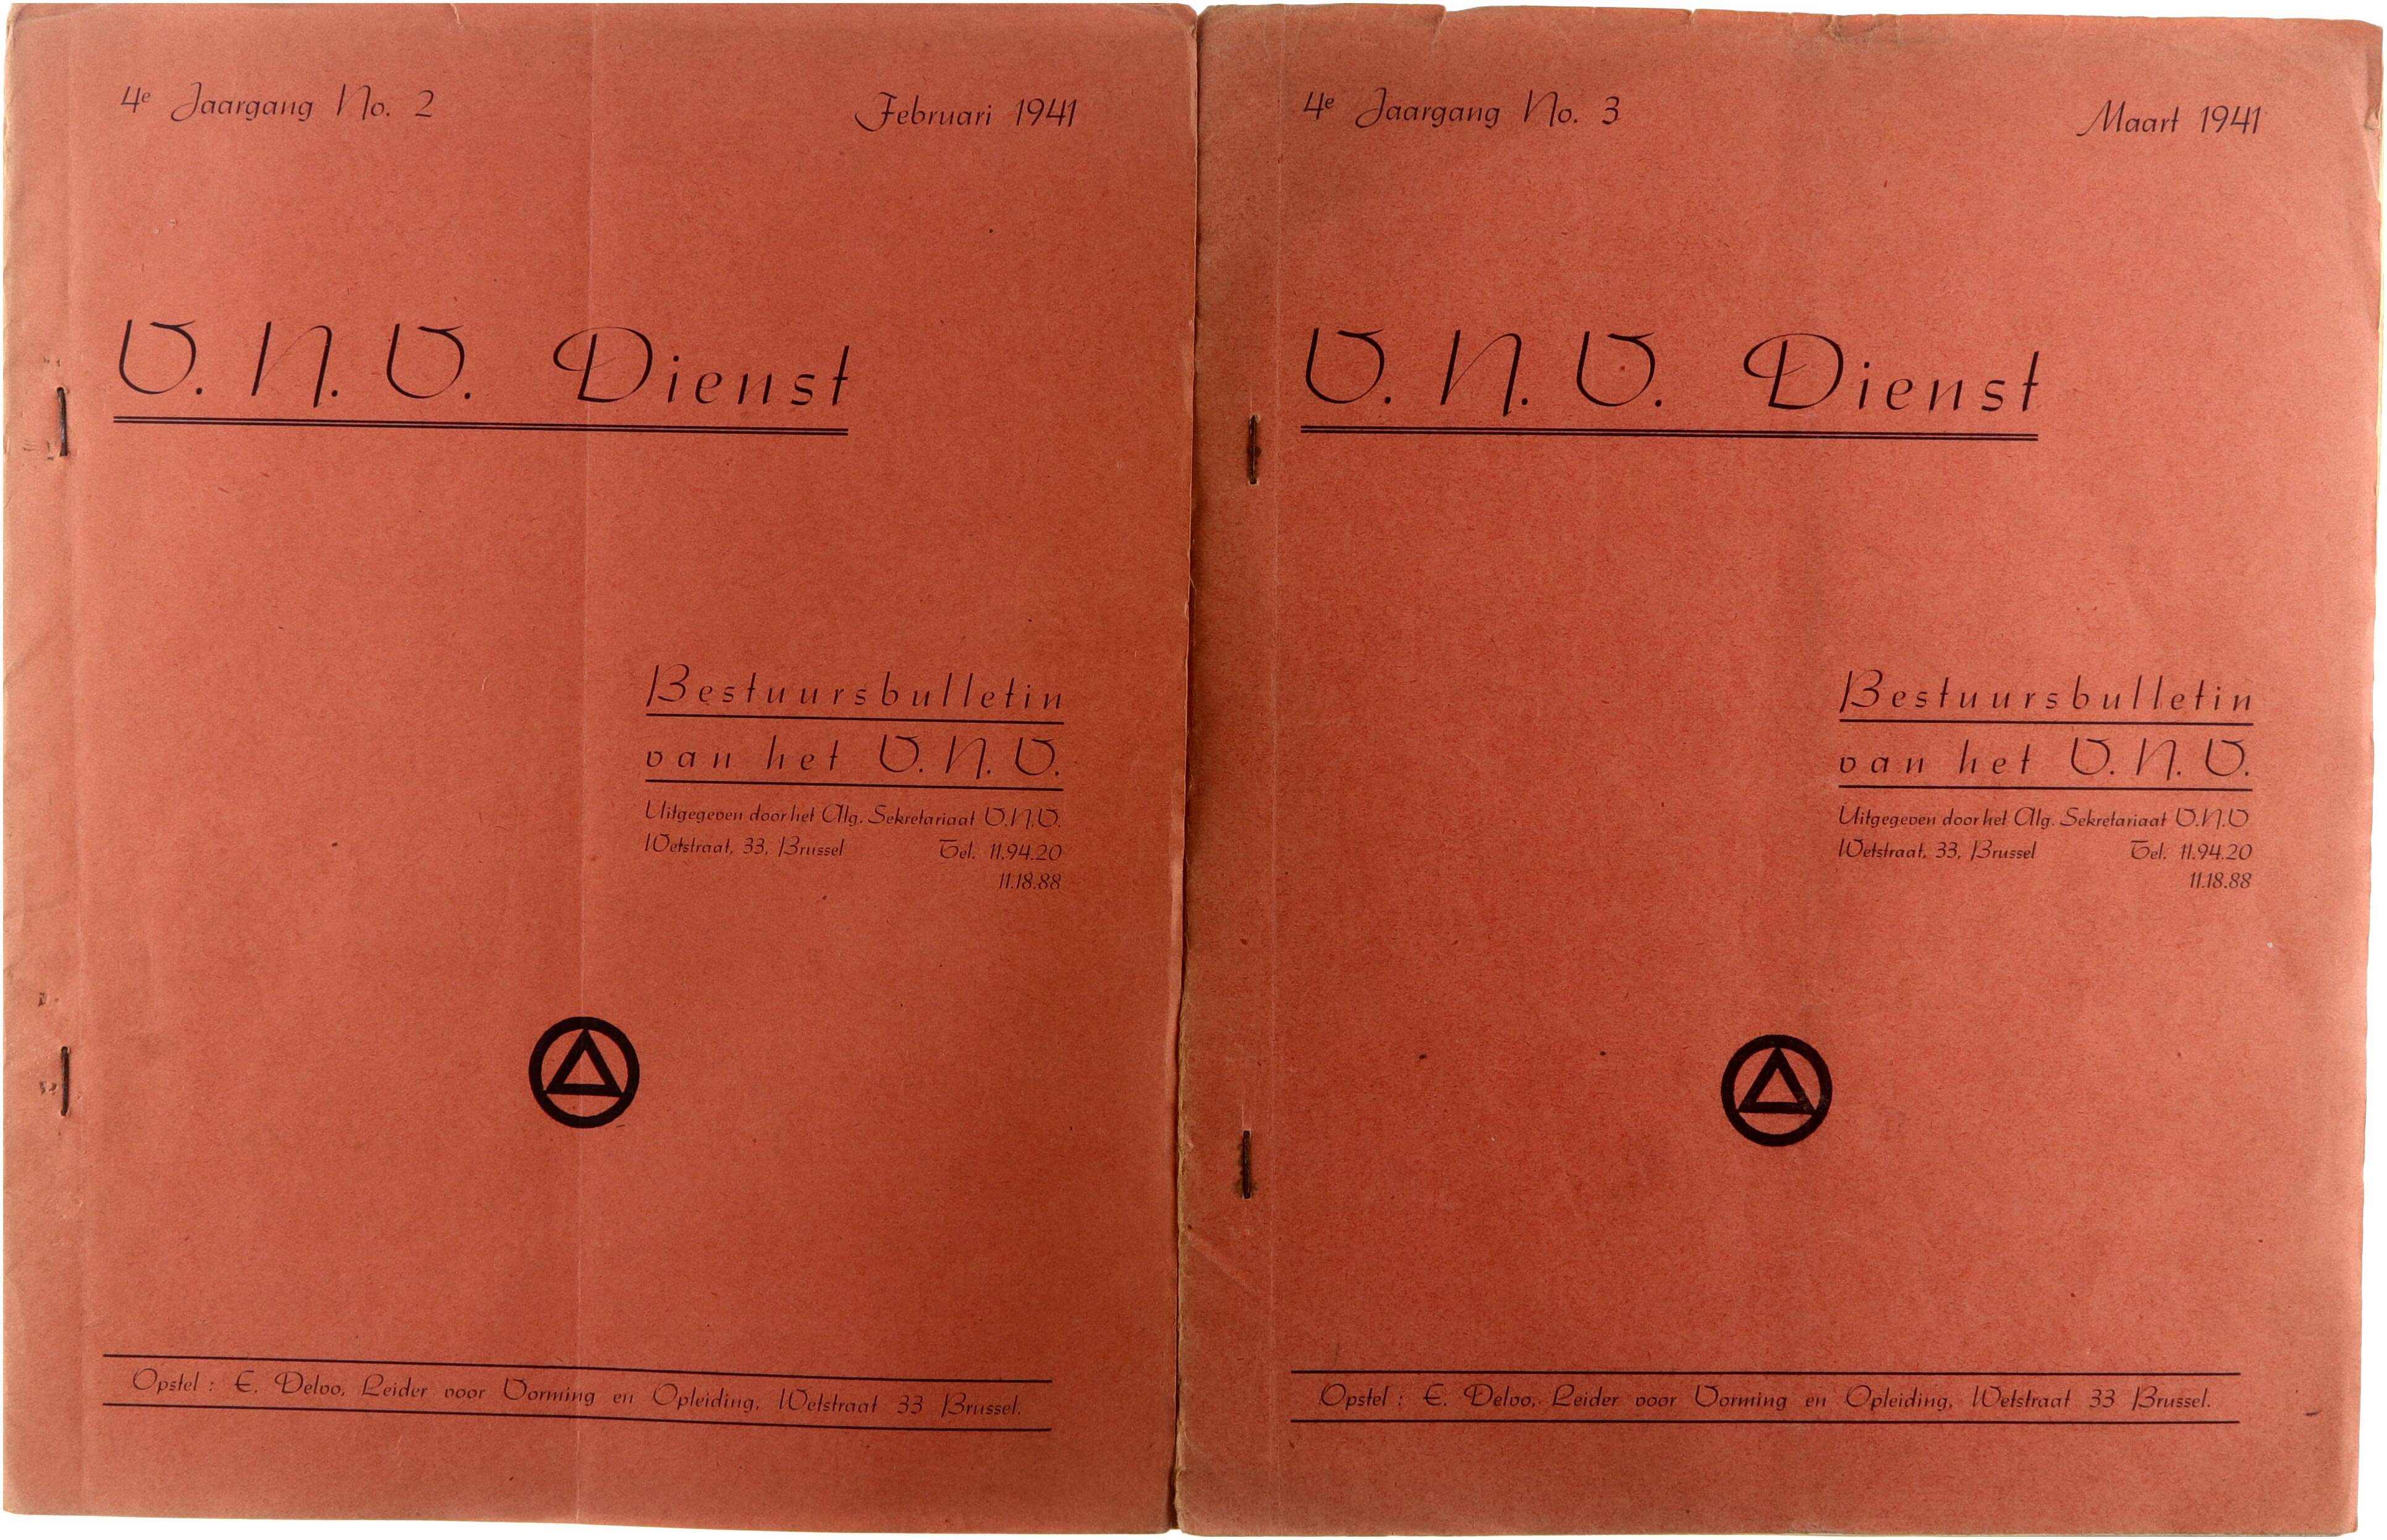 4e Jaargang No. 2
Februari 1941
V. N. V. Dienst
Bestuursbulletin
van het V. N. V.
Uitgegeven door het Alg. Sekretariaat V.N.V.
Wetstraat, 33, Brussel Tel. 11.94.20
11.18.88
Opstel : E. Delvo, Leider voor Vorming en Opleiding, Wetstraat 33 Brussel.
4e Jaargang No. 3
Maart 1941
V. N. V. Dienst
Bestuursbulletin
van het V. N. V.
Uitgegeven door het Alg. Sekretariaat V.N.V
Wetstraat, 33, Brussel Tel. 11.94.20
11.18.88
Opstel : E. Delvo,. Leider voor Vorming en Opleiding, Wetstraat 33 Brussel.